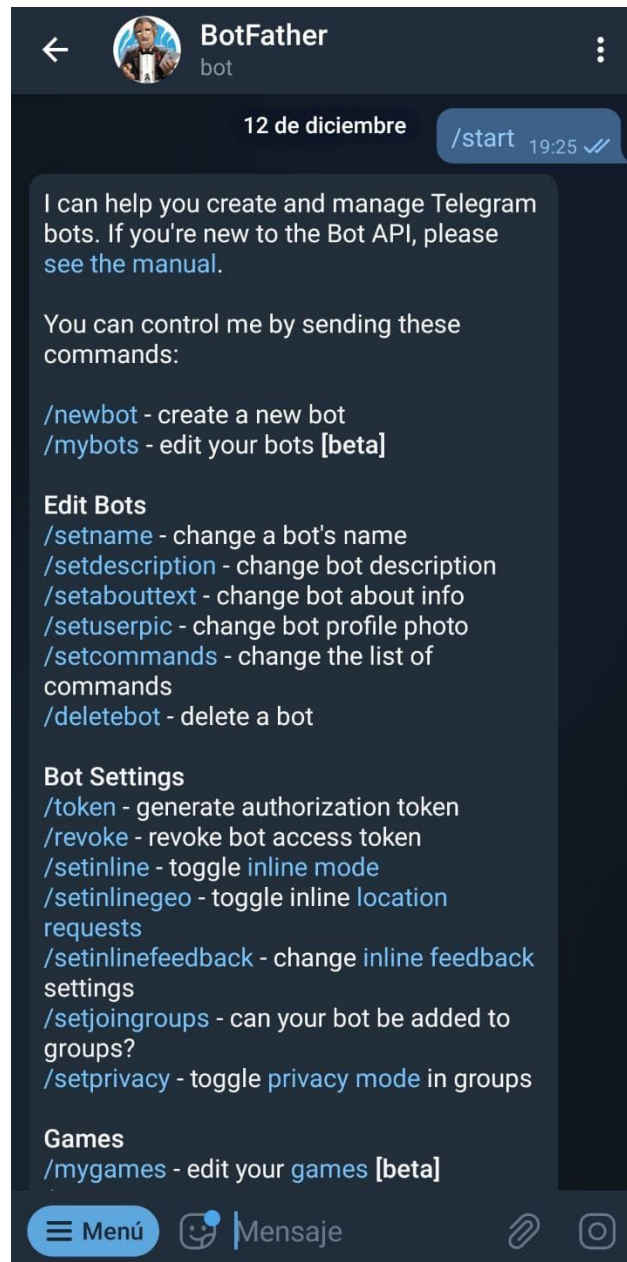 BotFather
bot
12 de diciembre
/start 19:25
I can help you create and manage Telegram
bots. If you're new to the Bot API, please
see the manual.
You can control me by sending these
commands:
/newbot - create a new bot
/mybots - edit your bots [beta]
Edit Bots
/setname - change a bot's name
/setdescription - change bot description
/setabouttext - change bot about info
/setuserpic - change bot profile photo
/setcommands - change the list of
commands
/deletebot - delete a bot
Bot Settings
/token - generate authorization token
/revoke - revoke bot access token
/setinline - toggle inline mode
/setinlinegeo - toggle inline location
requests
/setinlinefeedback - change inline feedback
settings
/setjoingroups - can your bot be added to
groups?
/setprivacy - toggle privacy mode in groups
Games
/mygames - edit your games [beta]
Menú
Mensaje